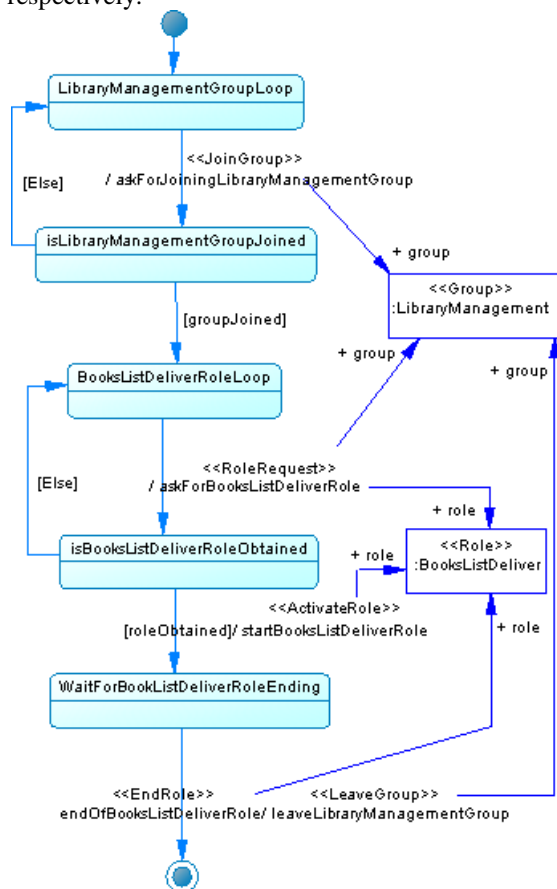 respectively.
LibraryManagementGroupLoop
<<JoinGroup>>
/ askForJoiningLibraryManagementGroup
[Else]
isLibraryManagementGroupJoined
+ group
<<Group>>
:LibraryManagement
[groupJoined]
+ group
+ group
BooksListDeliverRoleLoop
<<RoleRequest>>
/ askForBooksListDeliverRole
[Else]
+ role
isBooksListDeliverRoleObtained
<<Role>>
:BooksListDeliver
+ role
<<ActivateRole>>
[roleObtained]/ startBooksListDeliverRole
+ role
WaitForBookListDeliverRoleEnding
<<EndRole>>
<<LeaveGroup>>
endOfBooksListDeliverRole/ leaveLibraryManagementGroup